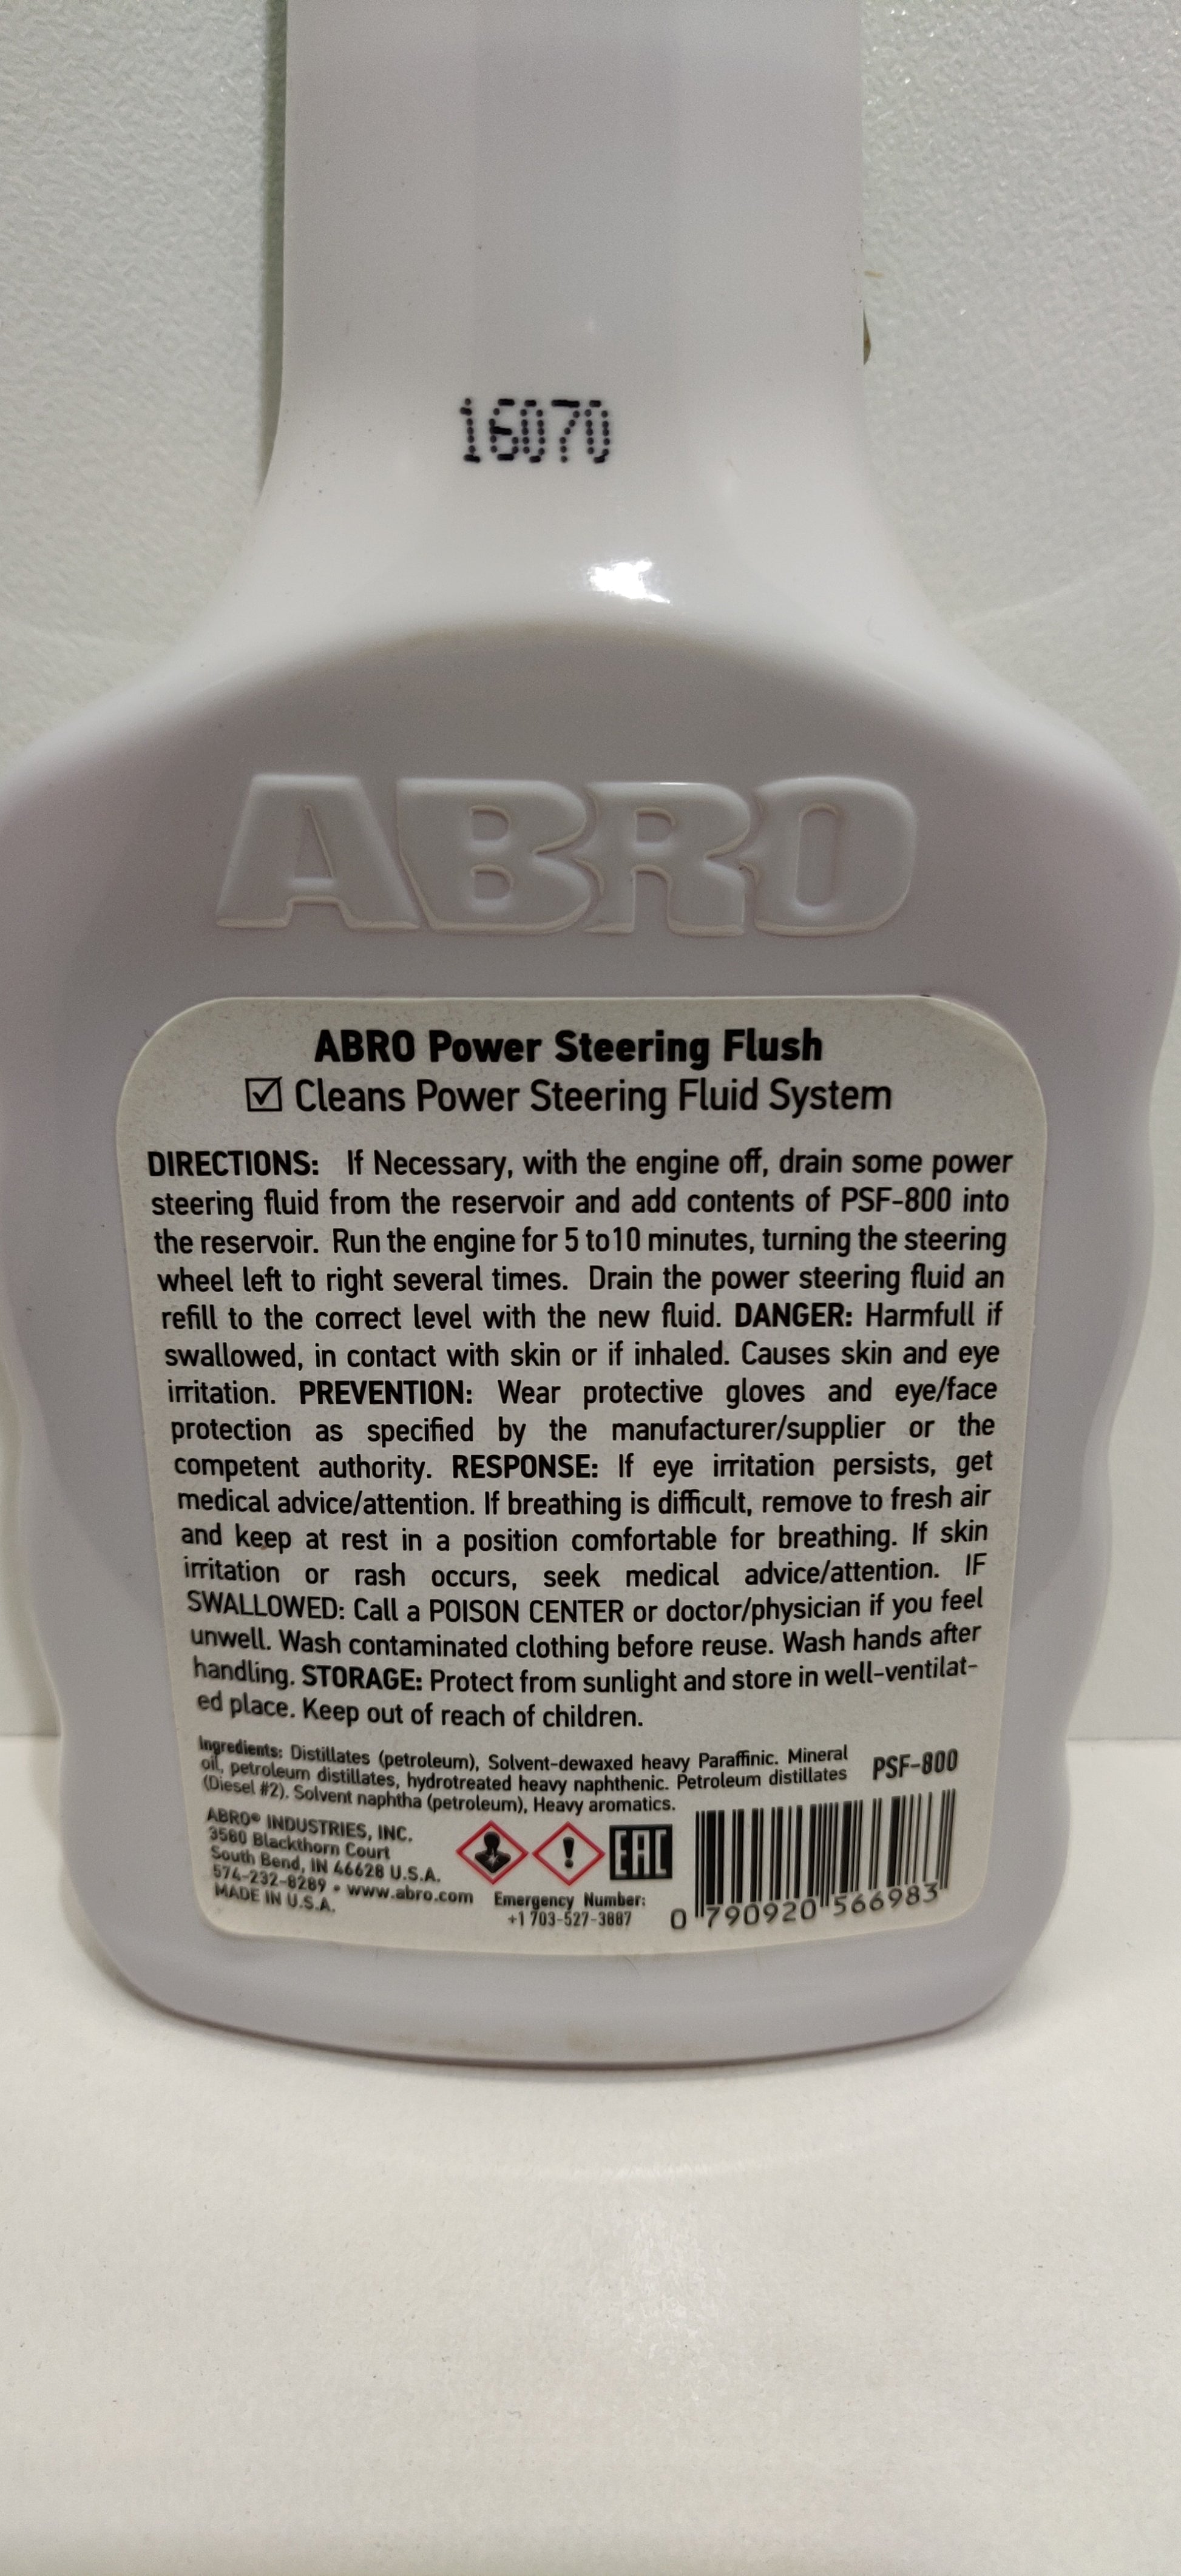 16070
ABRO
ABRO Power Steering Flush
Cleans Power Steering Fluid System
DIRECTIONS: If Necessary, with the engine off, drain some power
steering fluid from the reservoir and add contents of PSF-800 into
the reservoir. Run the engine for 5 to10 minutes, turning the steering
wheel left to right several times. Drain the power steering fluid an
refill to the correct level with the new fluid. DANGER: Harmfull if
swallowed, in contact with skin or if inhaled. Causes skin and eye
irritation. PREVENTION: Wear protective gloves and eye/face
protection as specified by the manufacturer/supplier or the
competent authority. RESPONSE: If eye irritation persists, get
medical advice/attention. If breathing is difficult, remove to fresh air
and keep at rest in a position comfortable for breathing. If skin
irritation or rash occurs, seek medical advice/attention. IF
SWALLOWED: Call a POISON CENTER or doctor/physician if you feel
unwell. Wash contaminated clothing before reuse. Wash hands after
handling. STORAGE: Protect from sunlight and store in well-ventilat-
ed place. Keep out of reach of children.
Ingredients: Distillates (petroleum), Solvent-dewaxed heavy Paraffinic. Mineral
oil, petroleum distillates, hydrotreated heavy naphthenic. Petroleum distillates
(Diesel #2). Solvent naphtha (petroleum), Heavy aromatics.
PSF-800
ABRO® INDUSTRIES, INC.
3580 Blackthorn Court
South Bend, IN 46628 U.S.A.
574-232-8289 • www.abro.com
MADE IN U.S.A.
EAC
Emergency Number:
+1 703-527-3887
0 790920 566983